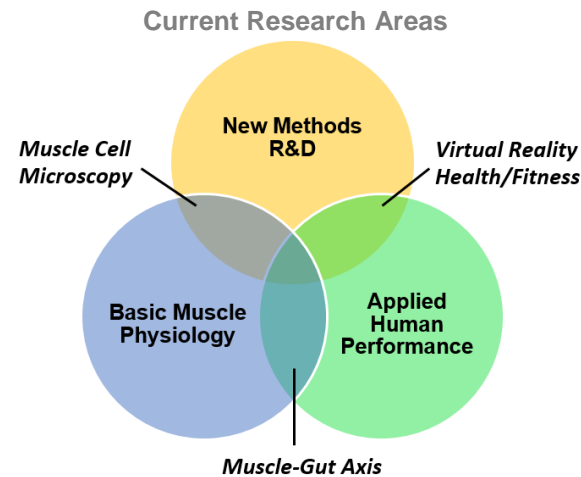 Current Research Areas
New Methods
R&D
Muscle Cell
Microscopy
Virtual Reality
Health/Fitness
Basic Muscle
Physiology
Applied
Human
Performance
Muscle-Gut Axis